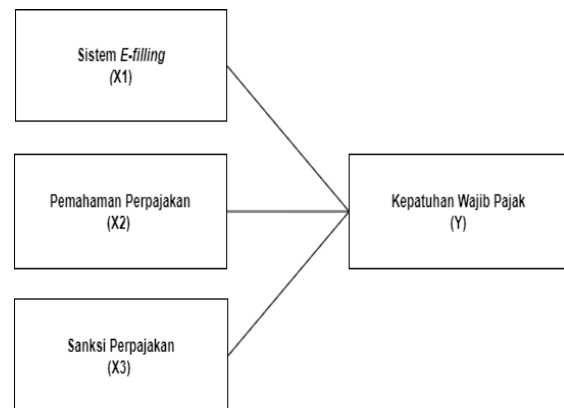 Sistem E-filling
(X1)
Pemahaman Perpajakan
(X2)
Kepatuhan Wajib Pajak
(Y)
Sanksi Perpajakan
(X3)